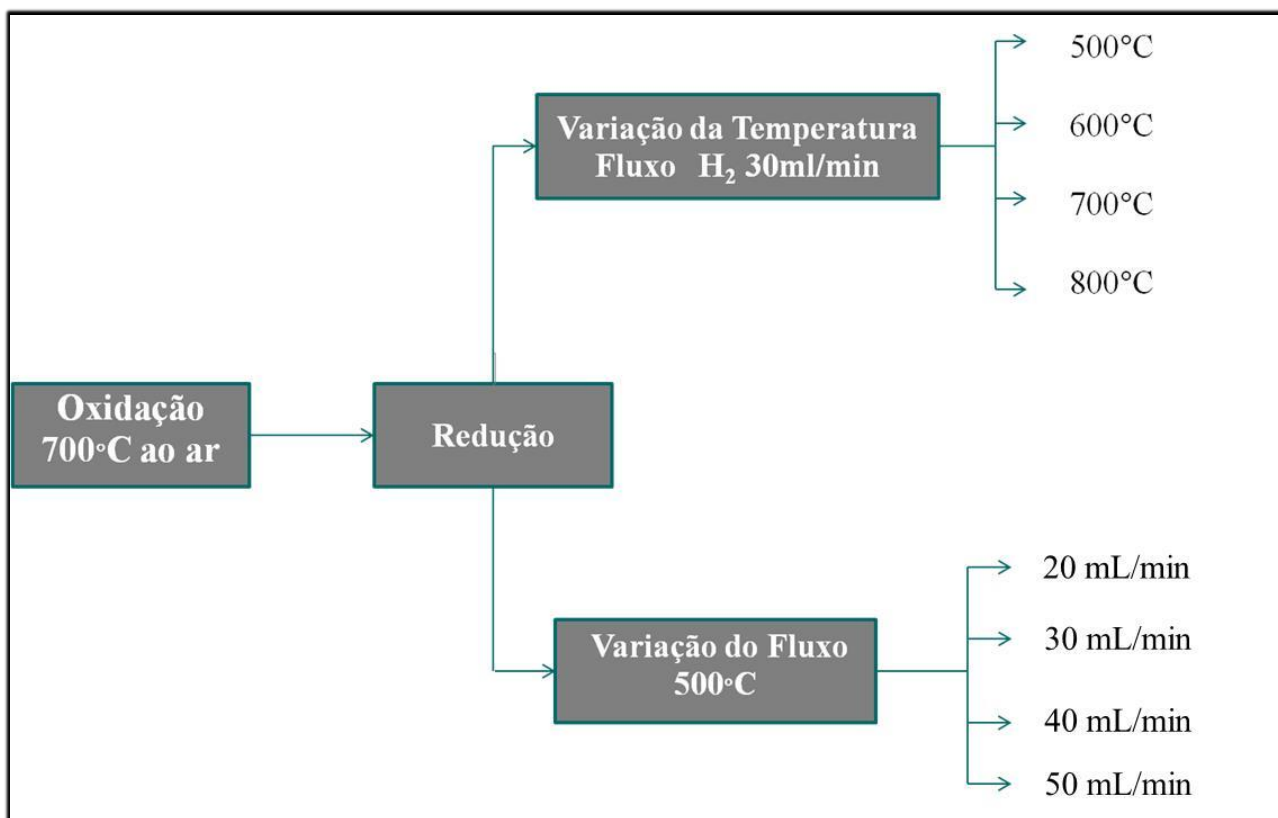 Oxidação
700°C ao ar
Redução
Variação da Temperatura
Fluxo H₂ 30ml/min
500°C
600°C
700°C
800°C
Variação do Fluxo
500°C
20 mL/min
30 mL/min
40 mL/min
50 mL/min